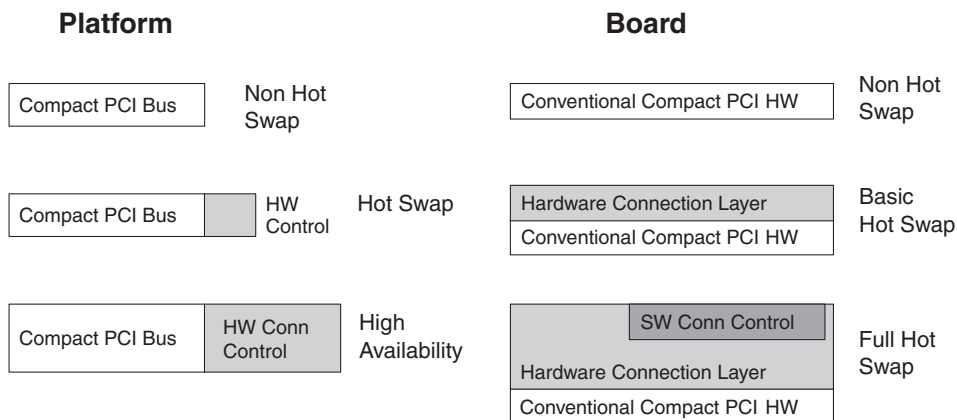 Platform
Board
Compact PCI Bus
Non Hot
Swap
Conventional Compact PCI HW
Non Hot
Swap
Compact PCI Bus
HW
Control
Hot Swap
Hardware Connection Layer
Conventional Compact PCI HW
Basic
Hot Swap
Compact PCI Bus
HW Conn
Control
High
Availability
SW Conn Control
Hardware Connection Layer
Conventional Compact PCI HW
Full Hot
Swap